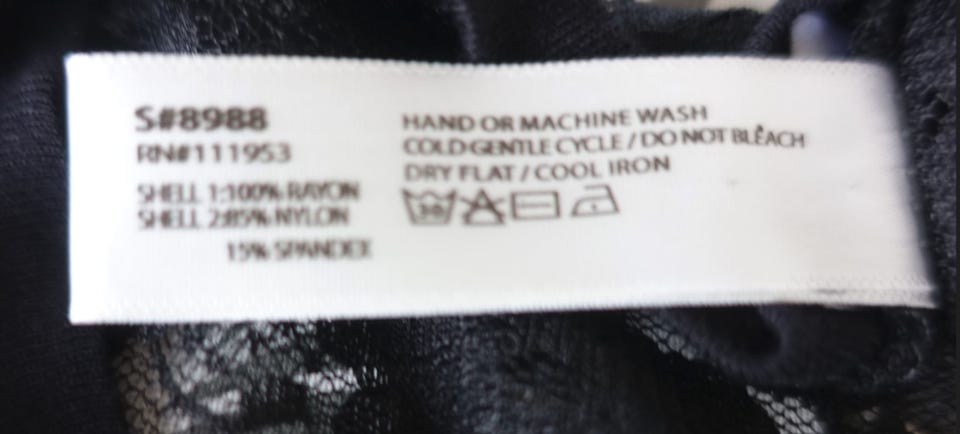 S#8988
RN#111953
SHELL 1:100% RAYON
SHELL 2:85% NYLON
15% SPANDEX
HAND OR MACHINE WASH
COLD GENTLE CYCLE / DO NOT BLEACH
DRY FLAT / COOL IRON
30